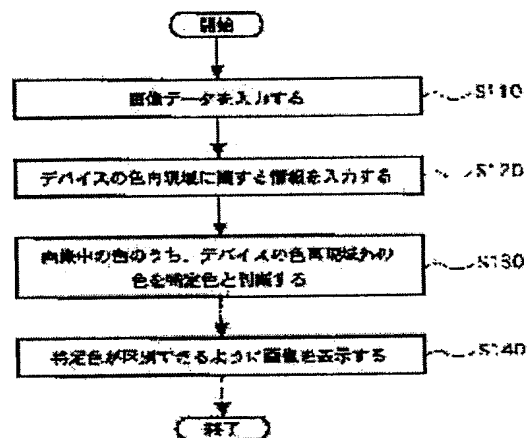 開始
画像データを入力する
S110
デバイスの色再現域に関する情報を入力する
S120
画像中の色のうち、デバイスの色再現域外の
色を特定色と判断する
S130
特定色が区別できるように画像を表示する
S140
終了